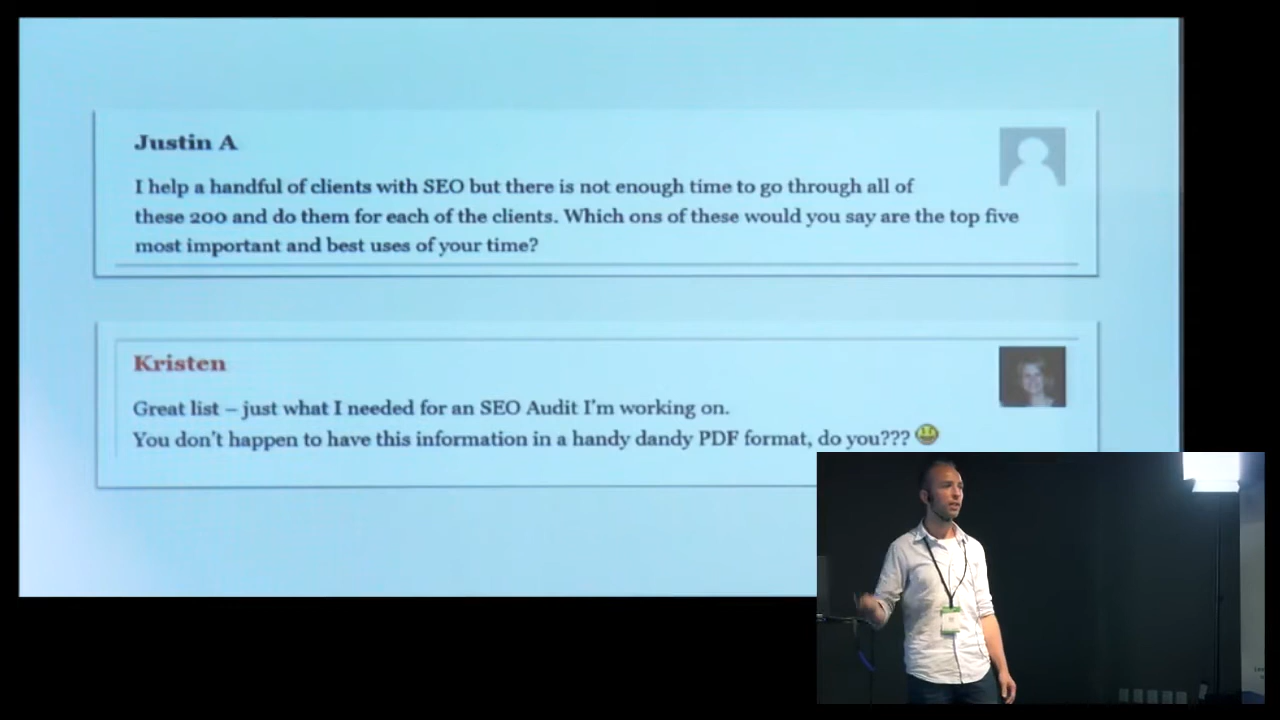 Justin A
I help a handful of clients with SEO but there is not enough time to go through all of
these 200 and do them for each of the clients. Which ons of these would you say are the top five
most important and best uses of your time?
Kristen
Great list – just what I needed for an SEO Audit I'm working on.
You don't happen to have this information in a handy dandy PDF format, do you???